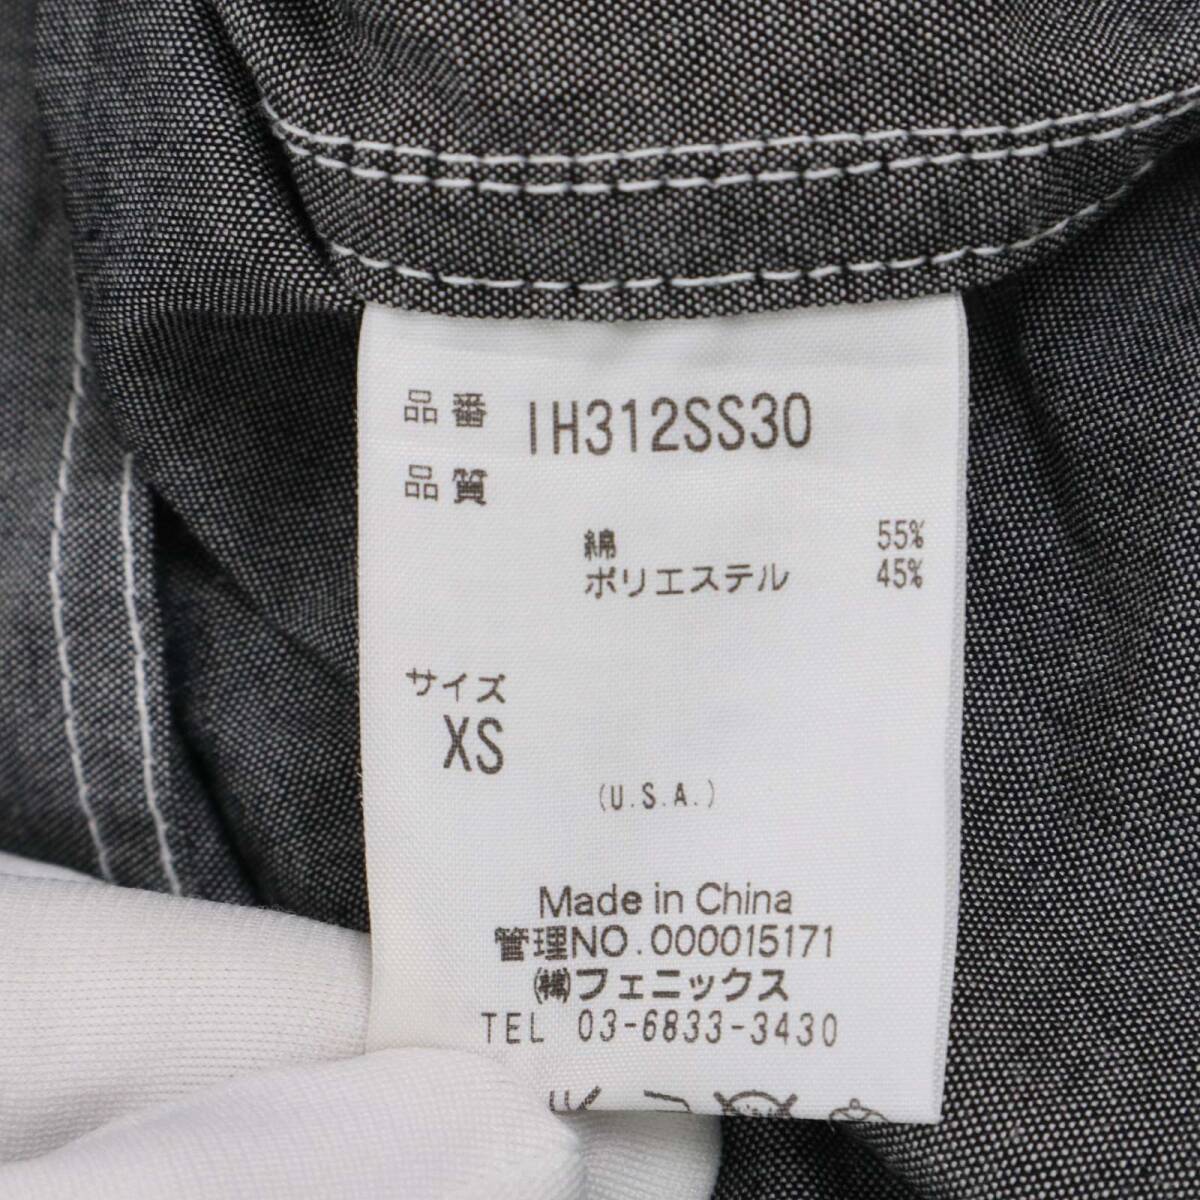 品番 IH312SS30
品質
綿 55%
ポリエステル 45%
サイズ
XS
(U.S.A.)
Made in China
管理NO.000015171
㈱フェニックス
TEL 03-6833-3430